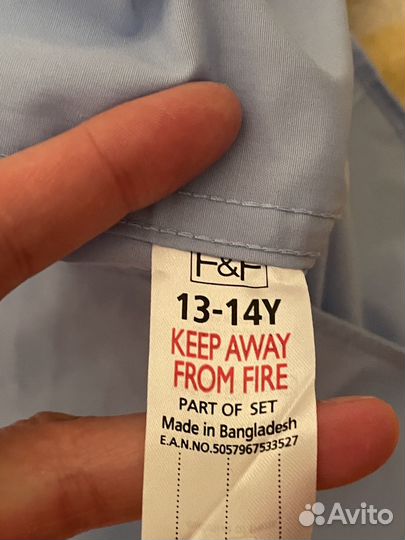 F&F
13-14Y
KEEP AWAY
FROM FIRE
PART OF SET
Made in Bangladesh
E.A.N.NO.5057967533527
Avito